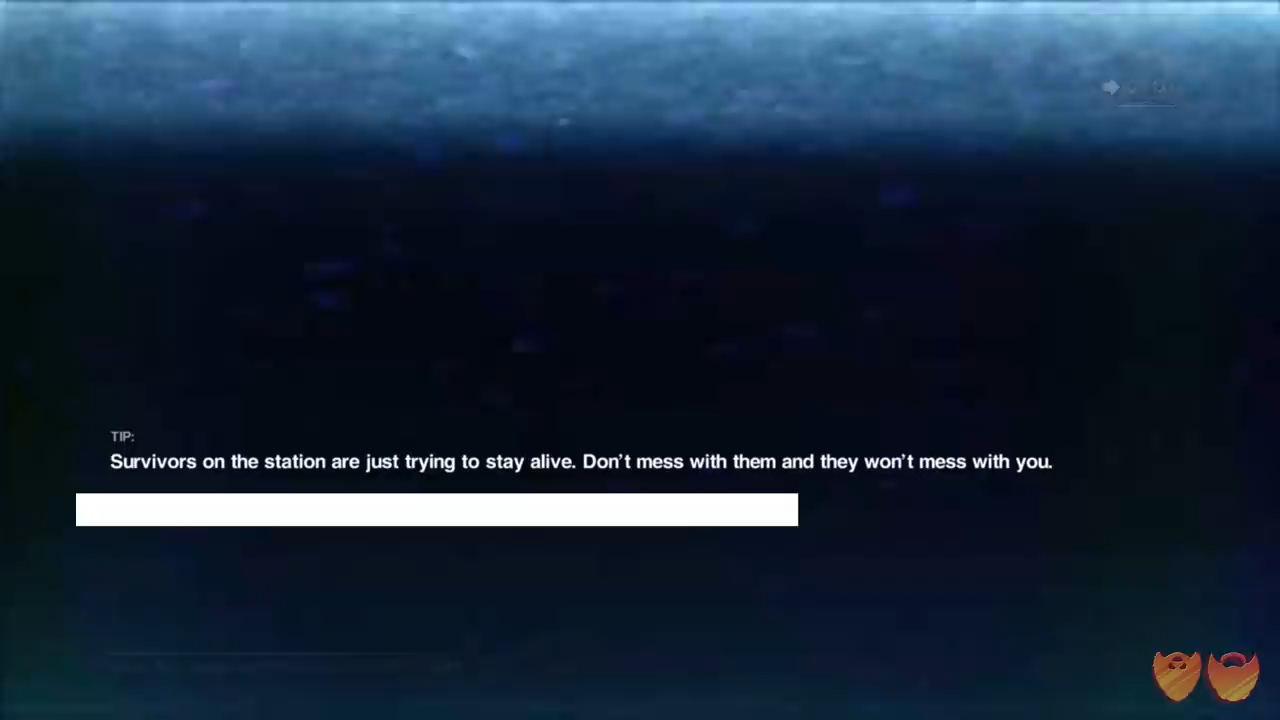 TIP:
Survivors on the station are just trying to stay alive. Don't mess with them and they won't mess with you.